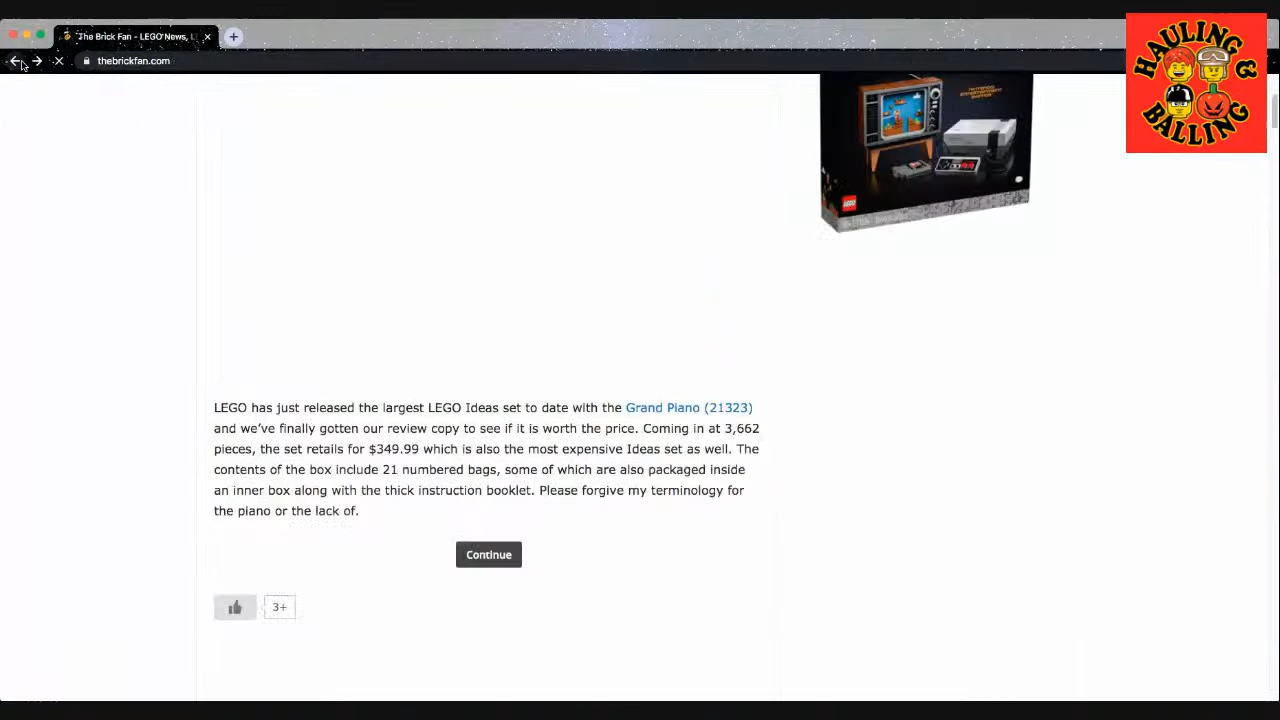 The Brick Fan - LEGO News, L
thebrickfan.com
HAULING &
BALLING
NINTENDO
ENTERTAINMENT
SYSTEM
LEGO
LEGO has just released the largest LEGO Ideas set to date with the Grand Piano (21323)
and we've finally gotten our review copy to see if it is worth the price. Coming in at 3,662
pieces, the set retails for $349.99 which is also the most expensive Ideas set as well. The
contents of the box include 21 numbered bags, some of which are also packaged inside
an inner box along with the thick instruction booklet. Please forgive my terminology for
the piano or the lack of.
Continue
3+